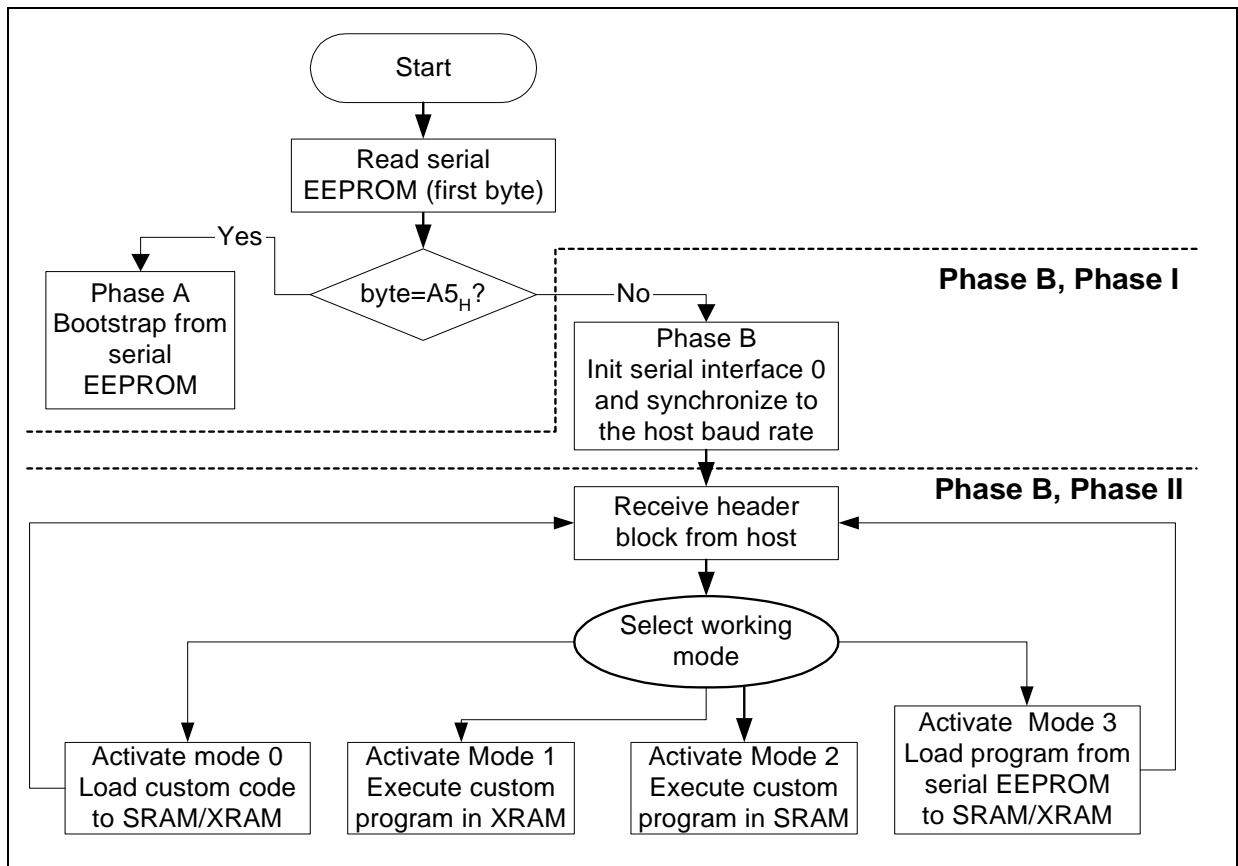 Start
Read serial
EEPROM (first byte)
Yes
byte=A5H?
No
Phase B, Phase I
Phase A
Bootstrap from
serial
EEPROM
Phase B
Init serial interface 0
and synchronize to
the host baud rate
Phase B, Phase II
Receive header
block from host
Select working
mode
Activate mode 0
Load custom code
to SRAM/XRAM
Activate Mode 1
Execute custom
program in XRAM
Activate Mode 2
Execute custom
program in SRAM
Activate Mode 3
Load program from
serial EEPROM
to SRAM/XRAM